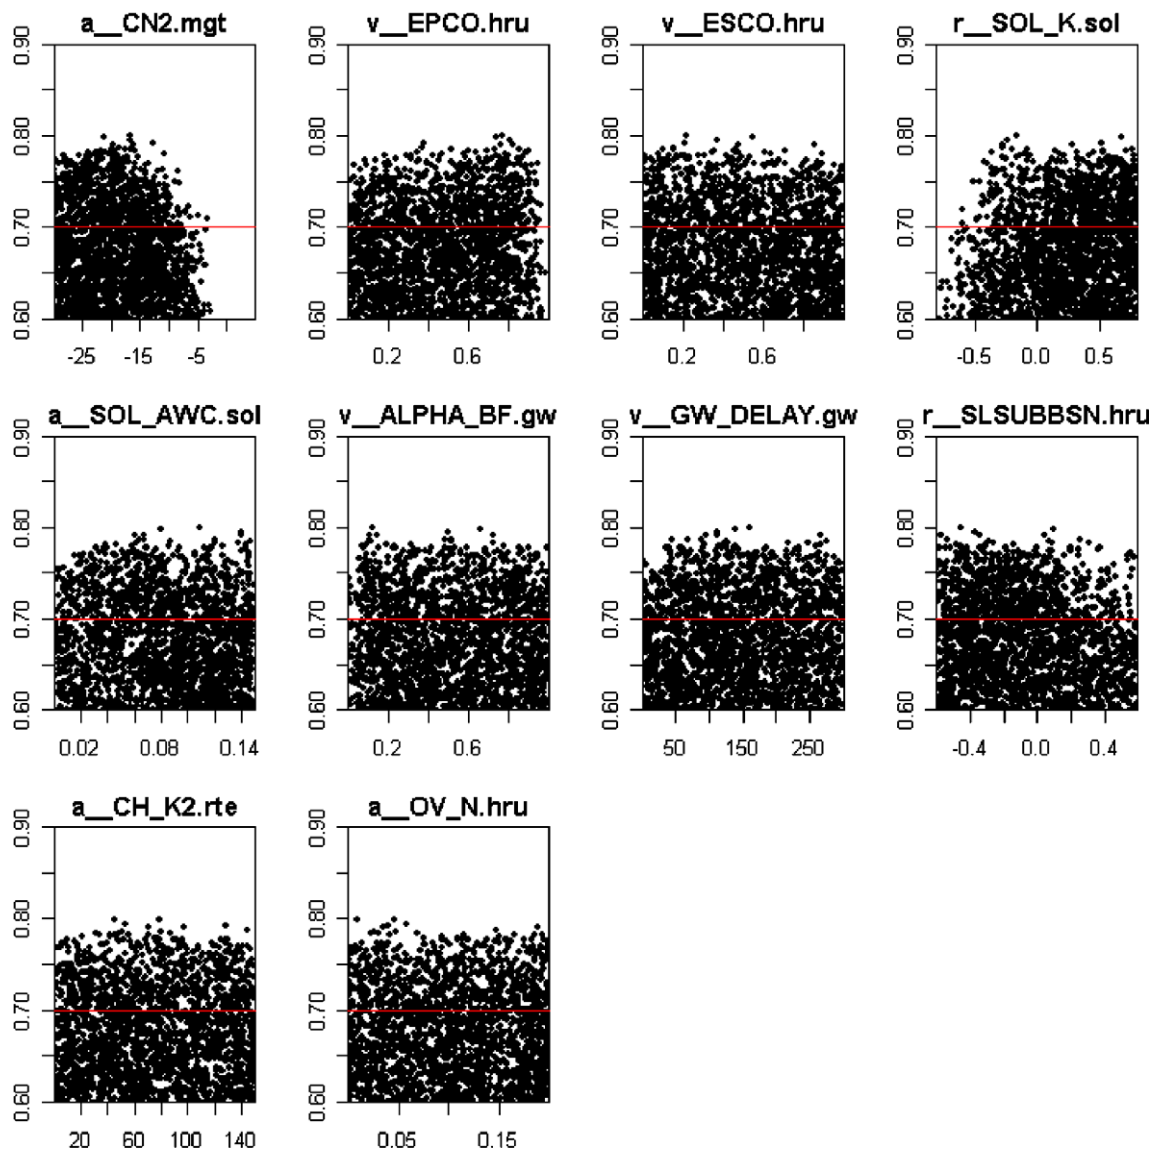 a__CN2.mgt v__EPCO.hru v__ESCO.hru r__SOL_K.sol
0.90 0.90 0.90 0.90
0.80 0.80 0.80 0.80
0.70 0.70 0.70 0.70
0.60 0.60 0.60 0.60
-25 -15 -5 0.2 0.6 0.2 0.6 -0.5 0.0 0.5
a__SOL_AWC.sol v__ALPHA_BF.gw v__GW_DELAY.gw r__SLSUBBSN.hru
0.90 0.90 0.90 0.90
0.80 0.80 0.80 0.80
0.70 0.70 0.70 0.70
0.60 0.60 0.60 0.60
0.02 0.08 0.14 0.2 0.6 50 150 250 -0.4 0.0 0.4
a__CH_K2.rte a__OV_N.hru
0.90 0.90
0.80 0.80
0.70 0.70
0.60 0.60
20 60 100 140 0.05 0.15